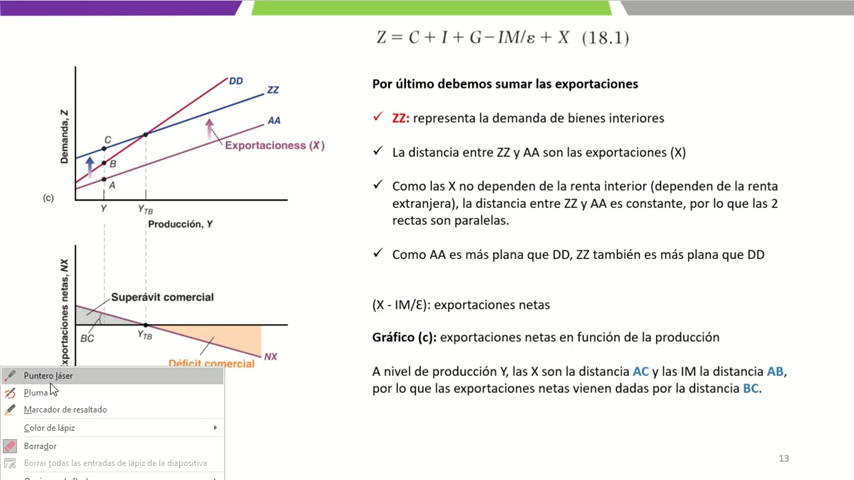 Z = C + I + G − IM/ε + X (18.1)
DD
ZZ
AA
C
B
A
Exportacioness (X)
Demanda, Z
(c)
Y
YTB
Producción, Y
Por último debemos sumar las exportaciones
✓ ZZ: representa la demanda de bienes interiores
✓ La distancia entre ZZ y AA son las exportaciones (X)
✓ Como las X no dependen de la renta interior (dependen de la renta
extranjera), la distancia entre ZZ y AA es constante, por lo que las 2
rectas son paralelas.
✓ Como AA es más plana que DD, ZZ también es más plana que DD
Exportaciones netas, NX
Superávit comercial
BC
YTB
NX
Déficit comercial
(X - IM/Ɛ): exportaciones netas
Gráfico (c): exportaciones netas en función de la producción
A nivel de producción Y, las X son la distancia AC y las IM la distancia AB,
por lo que las exportaciones netas vienen dadas por la distancia BC.
Puntero láser
Pluma
Marcador de resaltado
Color de lápiz
Borrador
Borrar todas las entradas de lápiz de la diapositiva
13